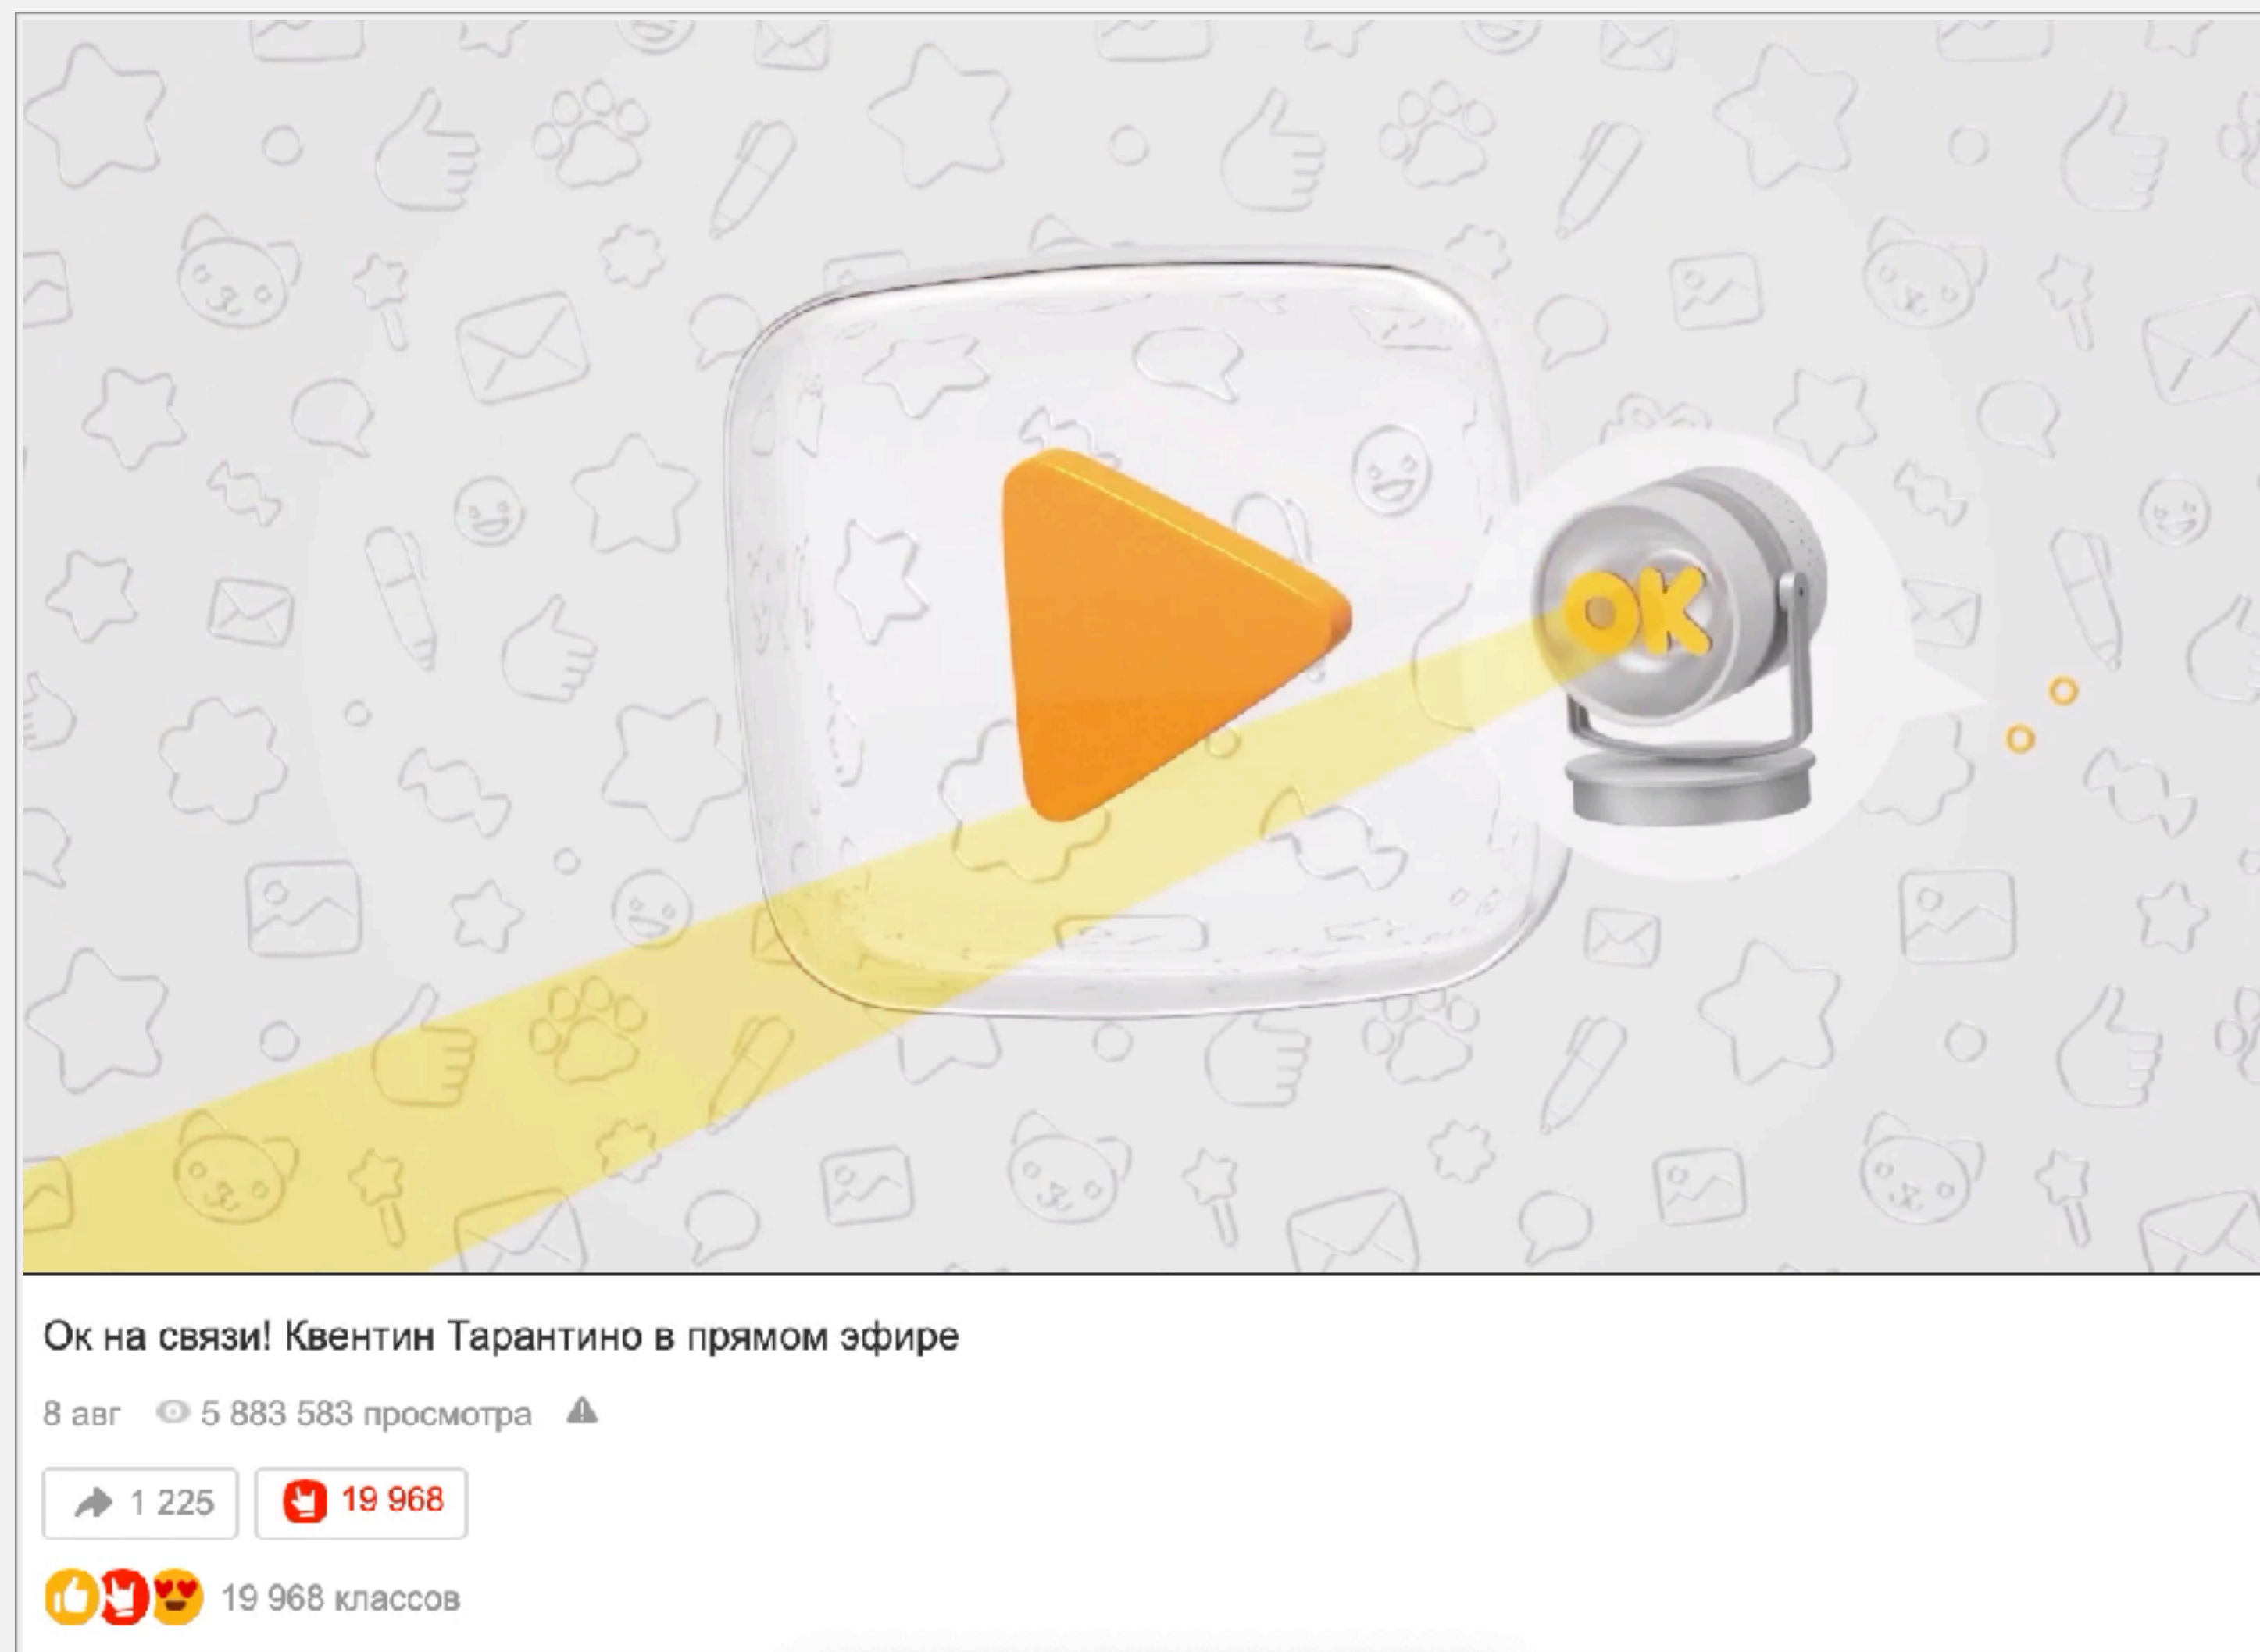 OK
Ок на связи! Квентин Тарантино в прямом эфире
8 авг 5 883 583 просмотра
1 225 19 968
19 968 классов